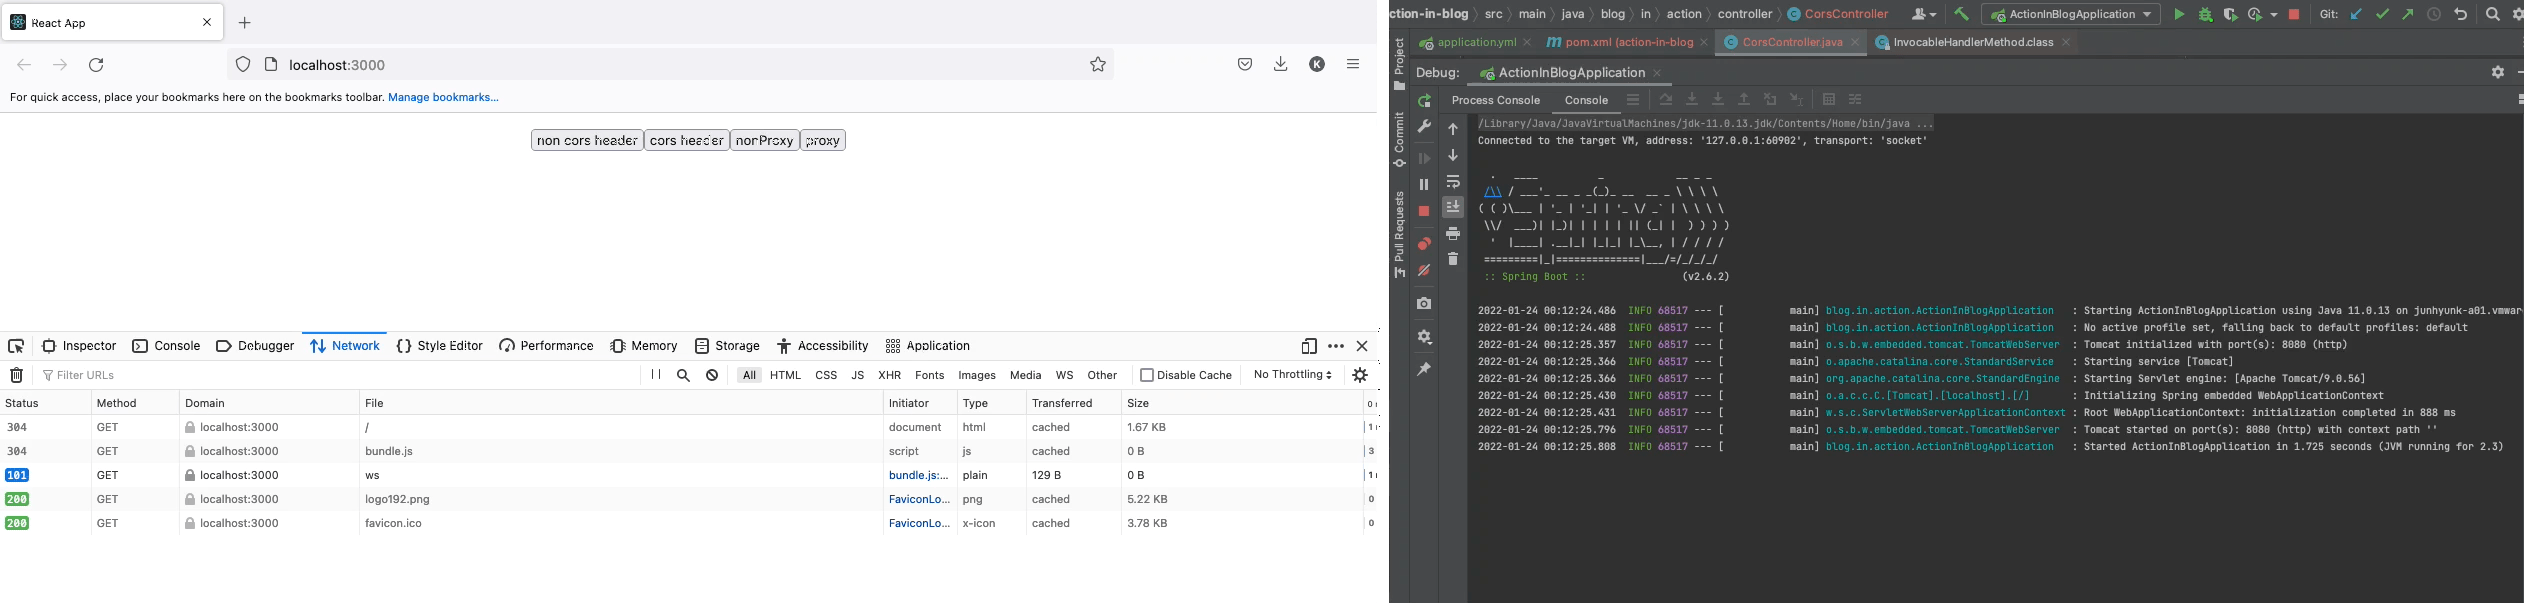 React App
localhost:3000
For quick access, place your bookmarks here on the bookmarks toolbar. Manage bookmarks...
non cors header cors header nonProxy proxy
Inspector Console Debugger Network Style Editor Performance Memory Storage Accessibility Application
Filter URLs All HTML CSS JS XHR Fonts Images Media WS Other Disable Cache No Throttling
Status Method Domain File Initiator Type Transferred Size
304 GET localhost:3000 / document html cached 1.67 KB
304 GET localhost:3000 bundle.js script js cached 0 B
101 GET localhost:3000 ws bundle.js:... plain 129 B 0 B
200 GET localhost:3000 logo192.png FaviconLo... png cached 5.22 KB
200 GET localhost:3000 favicon.ico FaviconLo... x-icon cached 3.78 KB
ction-in-blog src main java blog in action controller CorsController ActionInBlogApplication Git:
application.yml pom.xml (action-in-blog CorsController.java InvocableHandlerMethod.class
Project
Commit
Pull Requests
Debug: ActionInBlogApplication
Process Console Console
/Library/Java/JavaVirtualMachines/jdk-11.0.13.jdk/Contents/Home/bin/java ...
Connected to the target VM, address: '127.0.0.1:60902', transport: 'socket'
:: Spring Boot :: (v2.6.2)
2022-01-24 00:12:24.486 INFO 68517 --- [ main] blog.in.action.ActionInBlogApplication : Starting ActionInBlogApplication using Java 11.0.13 on junhyunk-a01.vmwar
2022-01-24 00:12:24.488 INFO 68517 --- [ main] blog.in.action.ActionInBlogApplication : No active profile set, falling back to default profiles: default
2022-01-24 00:12:25.357 INFO 68517 --- [ main] o.s.b.w.embedded.tomcat.TomcatWebServer : Tomcat initialized with port(s): 8080 (http)
2022-01-24 00:12:25.366 INFO 68517 --- [ main] o.apache.catalina.core.StandardService : Starting service [Tomcat]
2022-01-24 00:12:25.366 INFO 68517 --- [ main] org.apache.catalina.core.StandardEngine : Starting Servlet engine: [Apache Tomcat/9.0.56]
2022-01-24 00:12:25.430 INFO 68517 --- [ main] o.a.c.c.C.[Tomcat].[localhost].[/] : Initializing Spring embedded WebApplicationContext
2022-01-24 00:12:25.431 INFO 68517 --- [ main] w.s.c.ServletWebServerApplicationContext : Root WebApplicationContext: initialization completed in 888 ms
2022-01-24 00:12:25.796 INFO 68517 --- [ main] o.s.b.w.embedded.tomcat.TomcatWebServer : Tomcat started on port(s): 8080 (http) with context path ''
2022-01-24 00:12:25.808 INFO 68517 --- [ main] blog.in.action.ActionInBlogApplication : Started ActionInBlogApplication in 1.725 seconds (JVM running for 2.3)